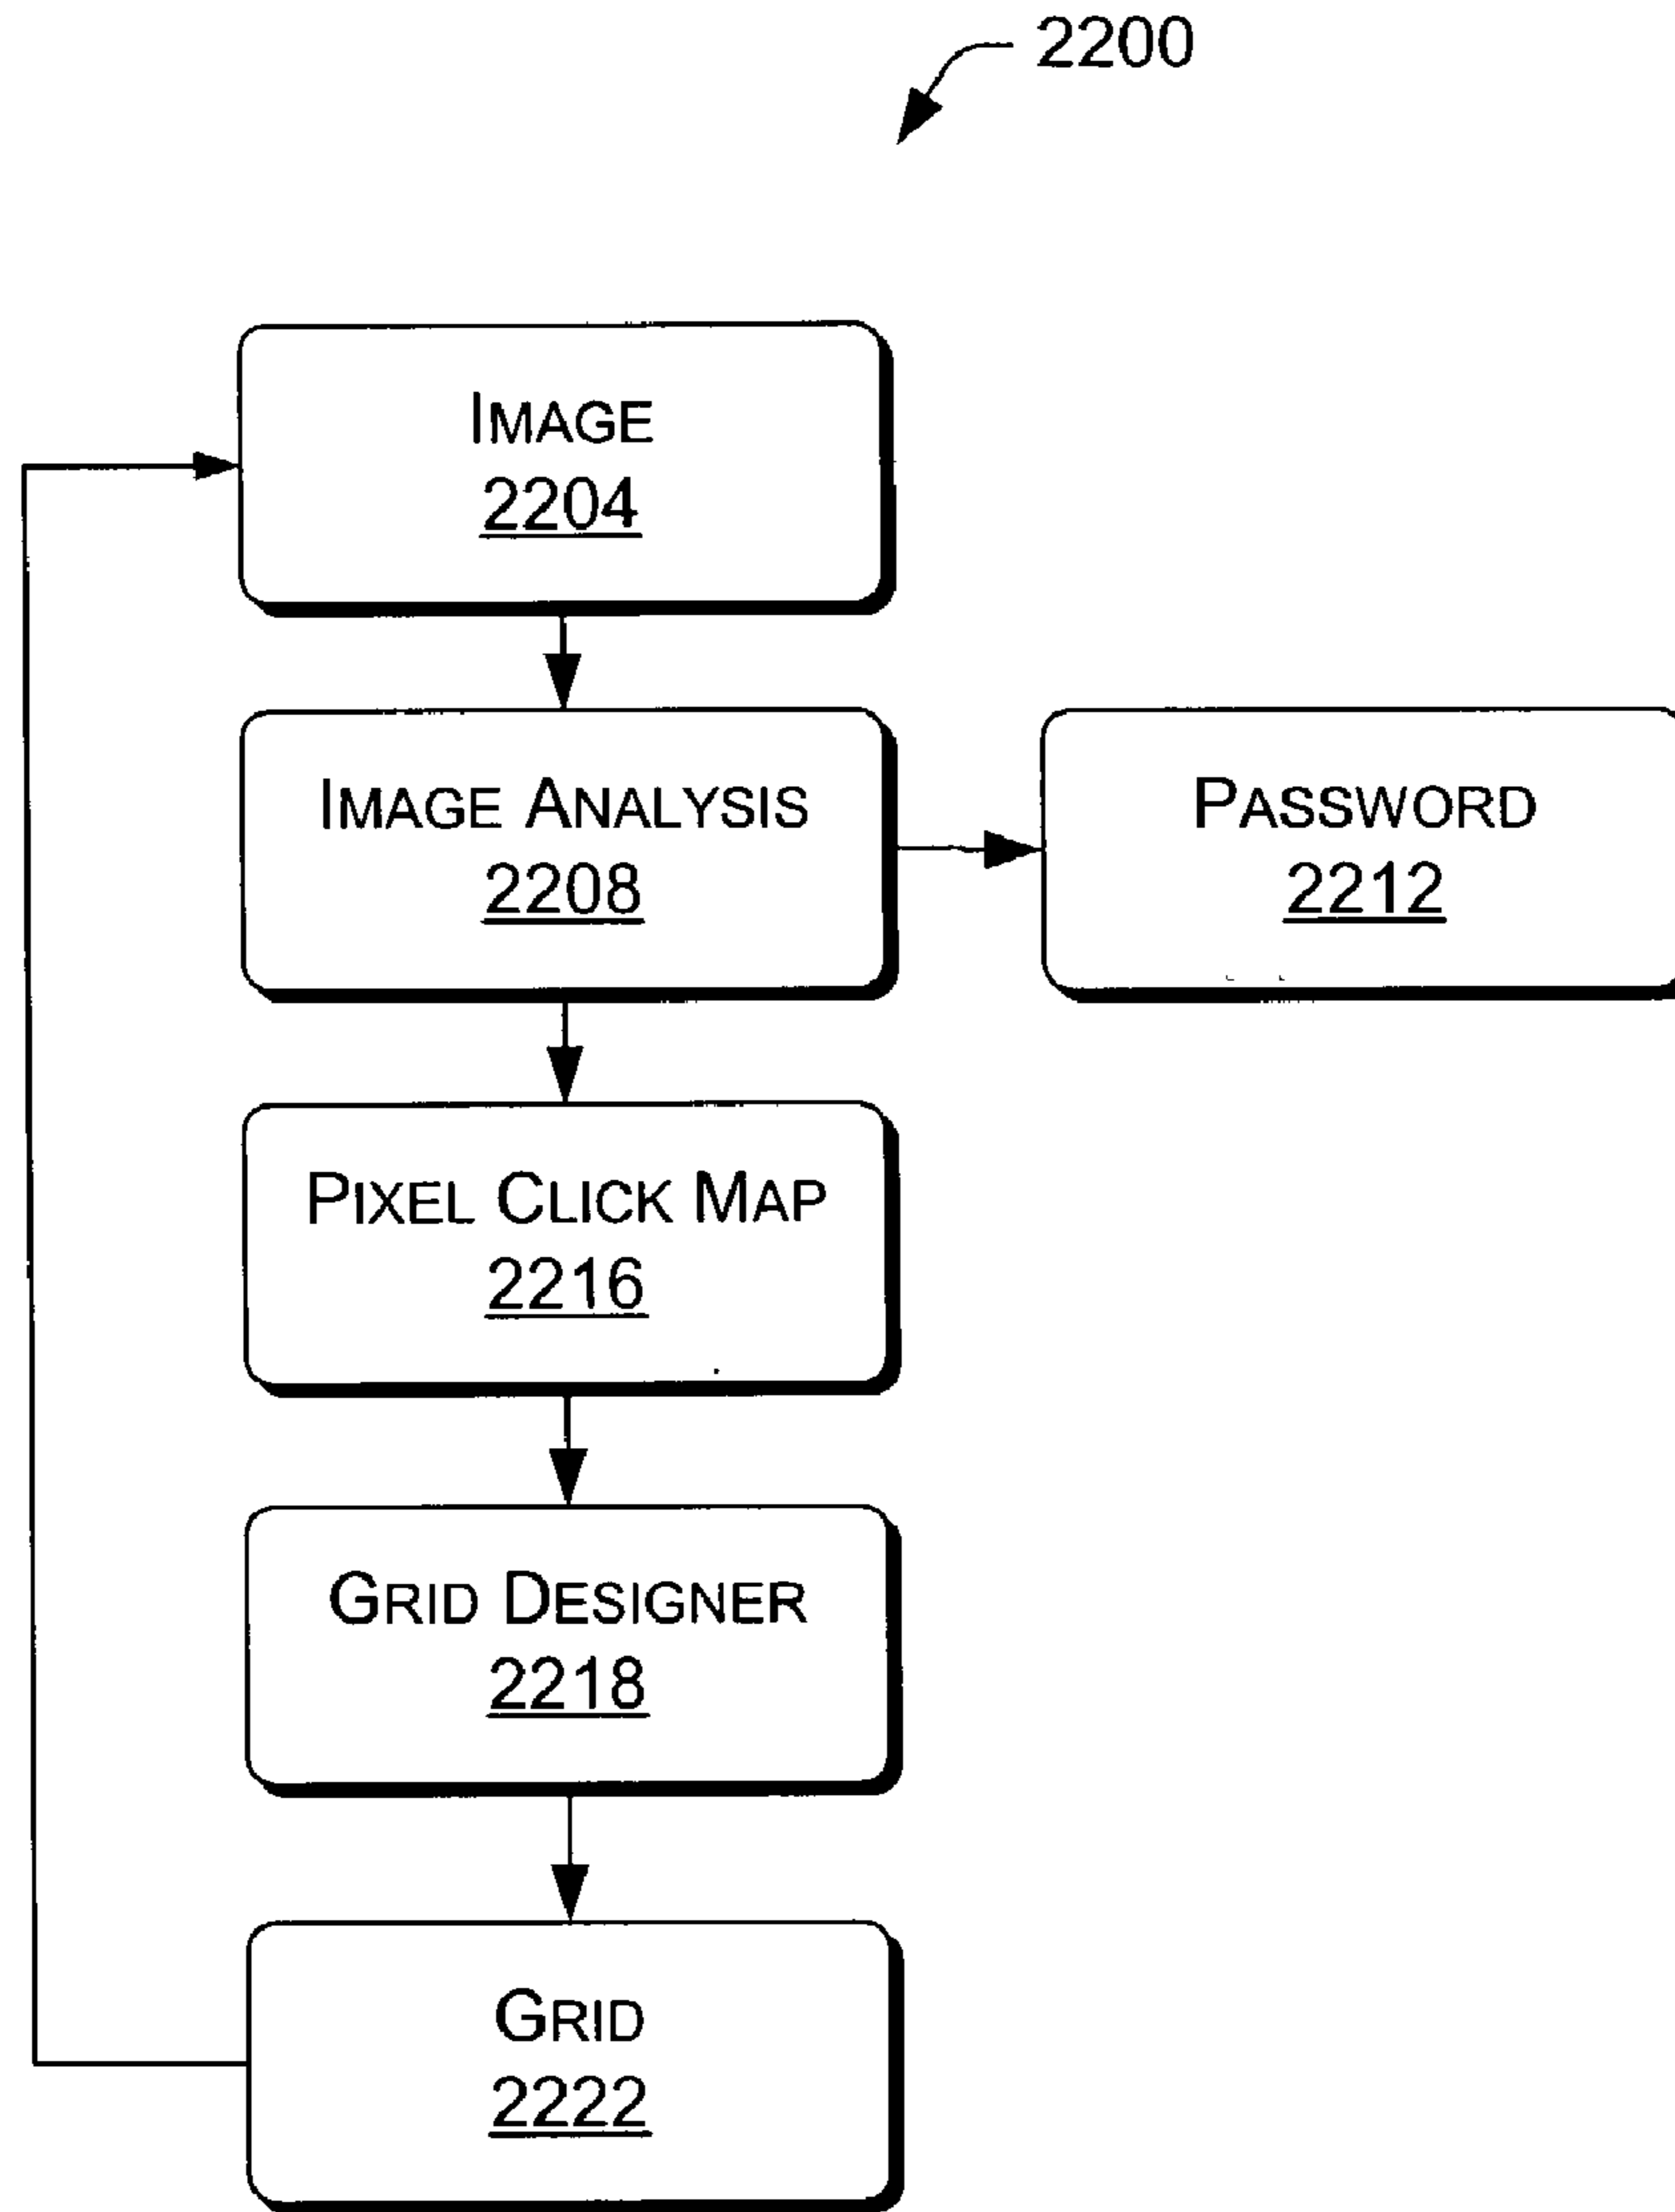 2200
IMAGE
2204
IMAGE ANALYSIS
2208
PASSWORD
2212
PIXEL CLICK MAP
2216
GRID DESIGNER
2218
GRID
2222